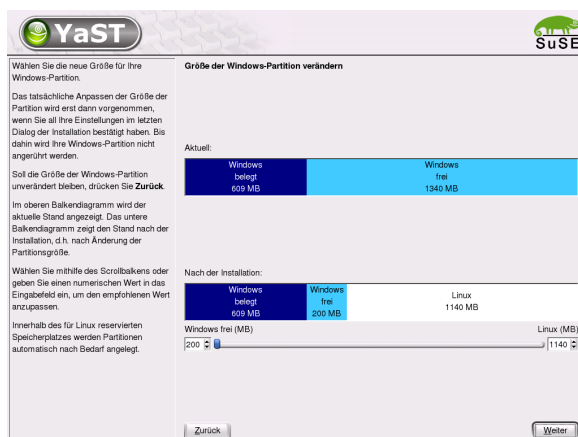 YaST
SuSE
Wählen Sie die neue Größe für Ihre
Windows-Partition.
Das tatsächliche Anpassen der Größe der
Partition wird erst dann vorgenommen,
wenn Sie all Ihre Einstellungen im letzten
Dialog der Installation bestätigt haben. Bis
dahin wird Ihre Windows-Partition nicht
angerührt werden.
Soll die Größe der Windows-Partition
unverändert bleiben, drücken Sie Zurück.
Im oberen Balkendiagramm wird der
aktuelle Stand angezeigt. Das untere
Balkendiagramm zeigt den Stand nach der
Installation, d.h. nach Änderung der
Partitionsgröße.
Wählen Sie mithilfe des Scrollbalkens oder
geben Sie einen numerischen Wert in das
Eingabefeld ein, um den empfohlenen Wert
anzupassen.
Innerhalb des für Linux reservierten
Speicherplatzes werden Partitionen
automatisch nach Bedarf angelegt.
Größe der Windows-Partition verändern
Aktuell:
Windows
belegt
609 MB
Windows
frei
1340 MB
Nach der Installation:
Windows
belegt
609 MB
Windows
frei
200 MB
Linux
1140 MB
Windows frei (MB)
Linux (MB)
200
1140
Zurück
Weiter